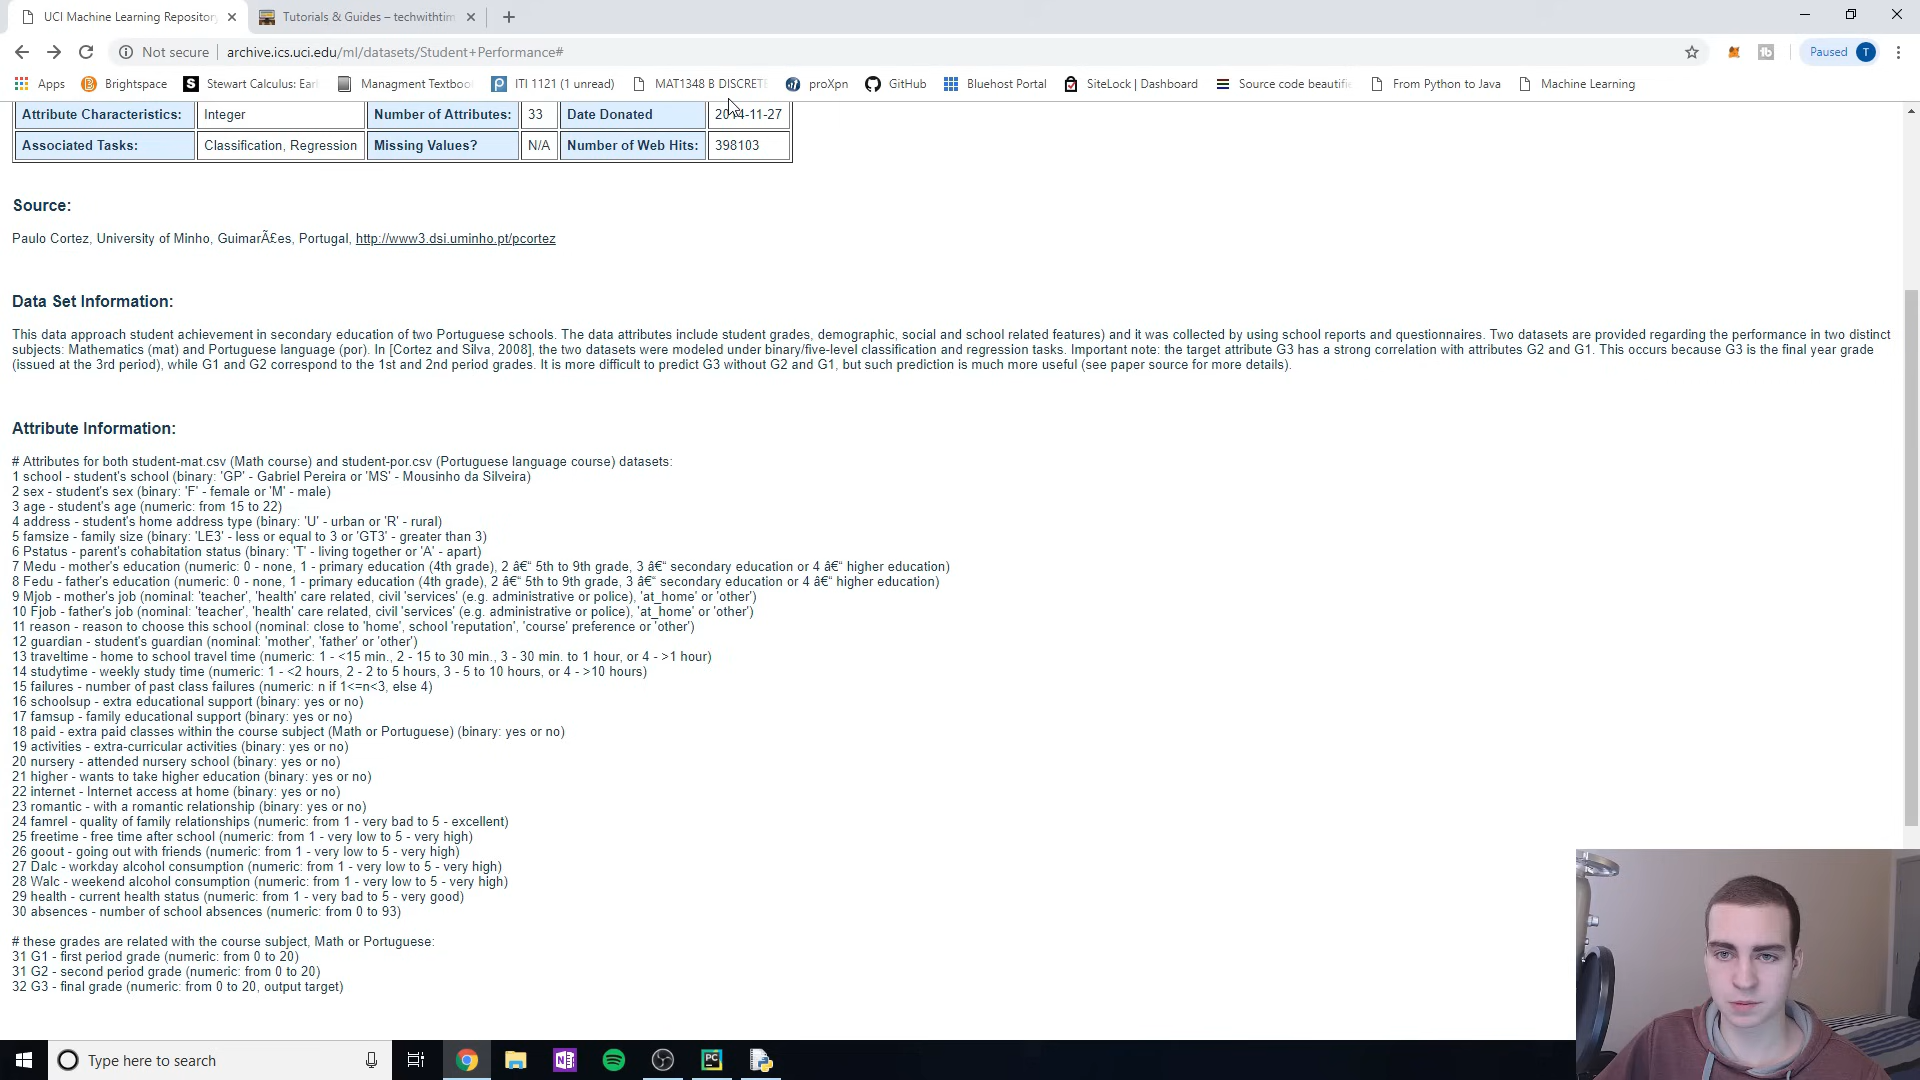 UCI Machine Learning Repository
Tutorials & Guides – techwithtim
Not secure
archive.ics.uci.edu/ml/datasets/Student+Performance#
Paused
T
Apps
Brightspace
Stewart Calculus: Earl
Managment Textboo
ITI 1121 (1 unread)
MAT1348 B DISCRETE
proXpn
GitHub
Bluehost Portal
SiteLock | Dashboard
Source code beautifi
From Python to Java
Machine Learning
Attribute Characteristics: Integer Number of Attributes: 33 Date Donated 2014-11-27
Associated Tasks: Classification, Regression Missing Values? N/A Number of Web Hits: 398103
Source:
Paulo Cortez, University of Minho, GuimarÃ£es, Portugal, http://www3.dsi.uminho.pt/pcortez
Data Set Information:
This data approach student achievement in secondary education of two Portuguese schools. The data attributes include student grades, demographic, social and school related features) and it was collected by using school reports and questionnaires. Two datasets are provided regarding the performance in two distinct
subjects: Mathematics (mat) and Portuguese language (por). In [Cortez and Silva, 2008], the two datasets were modeled under binary/five-level classification and regression tasks. Important note: the target attribute G3 has a strong correlation with attributes G2 and G1. This occurs because G3 is the final year grade
(issued at the 3rd period), while G1 and G2 correspond to the 1st and 2nd period grades. It is more difficult to predict G3 without G2 and G1, but such prediction is much more useful (see paper source for more details).
Attribute Information:
# Attributes for both student-mat.csv (Math course) and student-por.csv (Portuguese language course) datasets:
1 school - student's school (binary: 'GP' - Gabriel Pereira or 'MS' - Mousinho da Silveira)
2 sex - student's sex (binary: 'F' - female or 'M' - male)
3 age - student's age (numeric: from 15 to 22)
4 address - student's home address type (binary: 'U' - urban or 'R' - rural)
5 famsize - family size (binary: 'LE3' - less or equal to 3 or 'GT3' - greater than 3)
6 Pstatus - parent's cohabitation status (binary: 'T' - living together or 'A' - apart)
7 Medu - mother's education (numeric: 0 - none, 1 - primary education (4th grade), 2 â€“ 5th to 9th grade, 3 â€“ secondary education or 4 â€“ higher education)
8 Fedu - father's education (numeric: 0 - none, 1 - primary education (4th grade), 2 â€“ 5th to 9th grade, 3 â€“ secondary education or 4 â€“ higher education)
9 Mjob - mother's job (nominal: 'teacher', 'health' care related, civil 'services' (e.g. administrative or police), 'at_home' or 'other')
10 Fjob - father's job (nominal: 'teacher', 'health' care related, civil 'services' (e.g. administrative or police), 'at_home' or 'other')
11 reason - reason to choose this school (nominal: close to 'home', school 'reputation', 'course' preference or 'other')
12 guardian - student's guardian (nominal: 'mother', 'father' or 'other')
13 traveltime - home to school travel time (numeric: 1 - <15 min., 2 - 15 to 30 min., 3 - 30 min. to 1 hour, or 4 - >1 hour)
14 studytime - weekly study time (numeric: 1 - <2 hours, 2 - 2 to 5 hours, 3 - 5 to 10 hours, or 4 - >10 hours)
15 failures - number of past class failures (numeric: n if 1<=n<3, else 4)
16 schoolsup - extra educational support (binary: yes or no)
17 famsup - family educational support (binary: yes or no)
18 paid - extra paid classes within the course subject (Math or Portuguese) (binary: yes or no)
19 activities - extra-curricular activities (binary: yes or no)
20 nursery - attended nursery school (binary: yes or no)
21 higher - wants to take higher education (binary: yes or no)
22 internet - Internet access at home (binary: yes or no)
23 romantic - with a romantic relationship (binary: yes or no)
24 famrel - quality of family relationships (numeric: from 1 - very bad to 5 - excellent)
25 freetime - free time after school (numeric: from 1 - very low to 5 - very high)
26 goout - going out with friends (numeric: from 1 - very low to 5 - very high)
27 Dalc - workday alcohol consumption (numeric: from 1 - very low to 5 - very high)
28 Walc - weekend alcohol consumption (numeric: from 1 - very low to 5 - very high)
29 health - current health status (numeric: from 1 - very bad to 5 - very good)
30 absences - number of school absences (numeric: from 0 to 93)
# these grades are related with the course subject, Math or Portuguese:
31 G1 - first period grade (numeric: from 0 to 20)
31 G2 - second period grade (numeric: from 0 to 20)
32 G3 - final grade (numeric: from 0 to 20, output target)
Type here to search